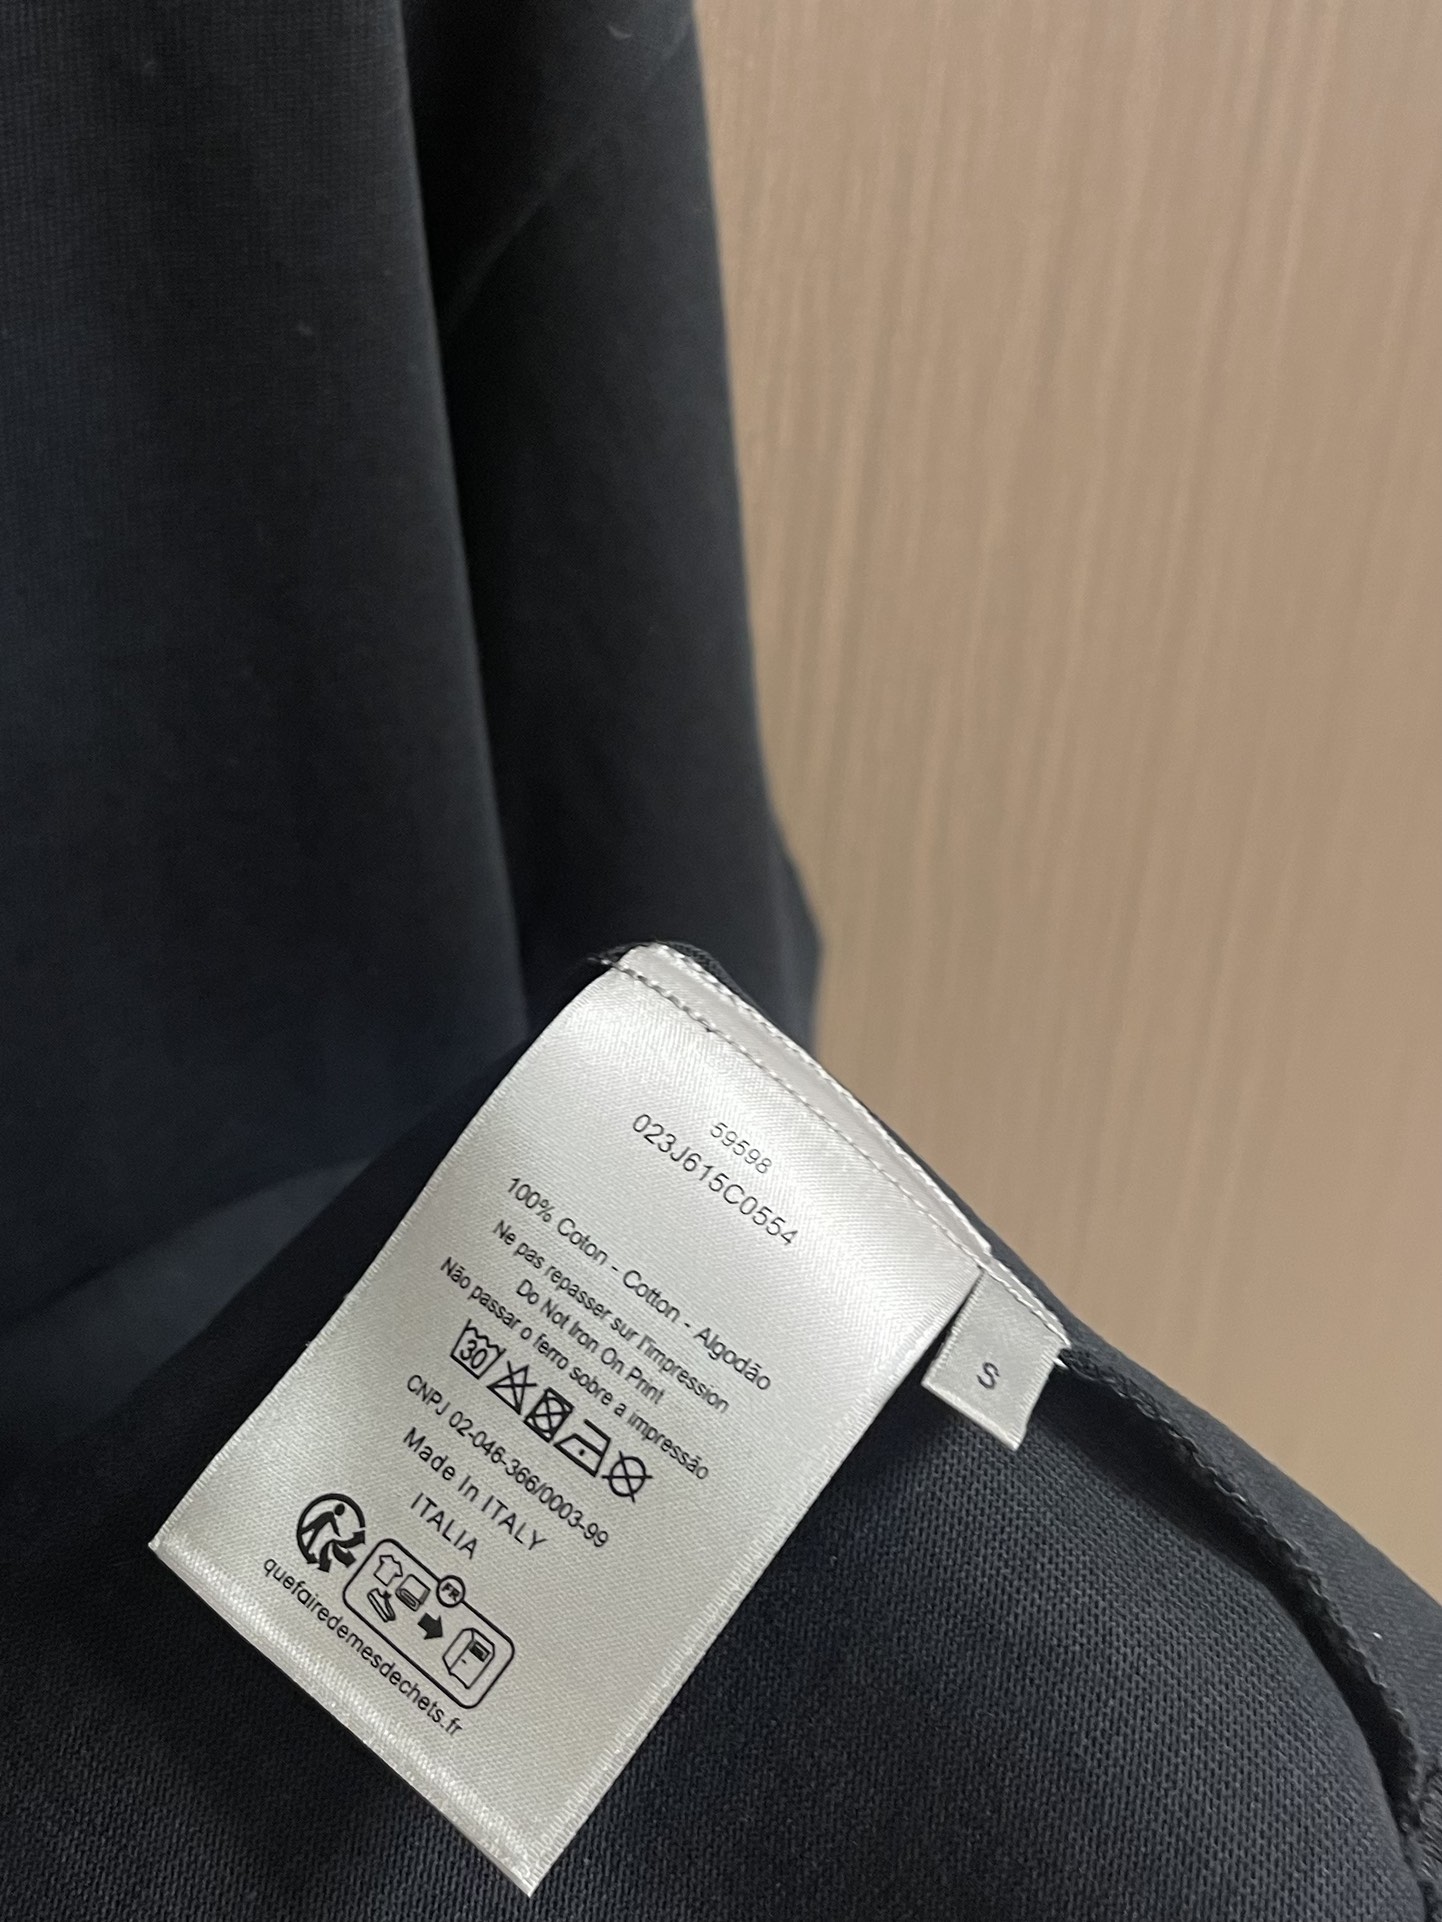 59598
023J615C0554
100% Coton - Cotton - Algodão
Ne pas repasser sur l'impression
Do Not Iron On Print
Não passar o ferro sobre a impressão
30
CNPJ 02-046-366/0003-99
Made In ITALY
ITALIA
FR
quefairedemesdechets.fr
S